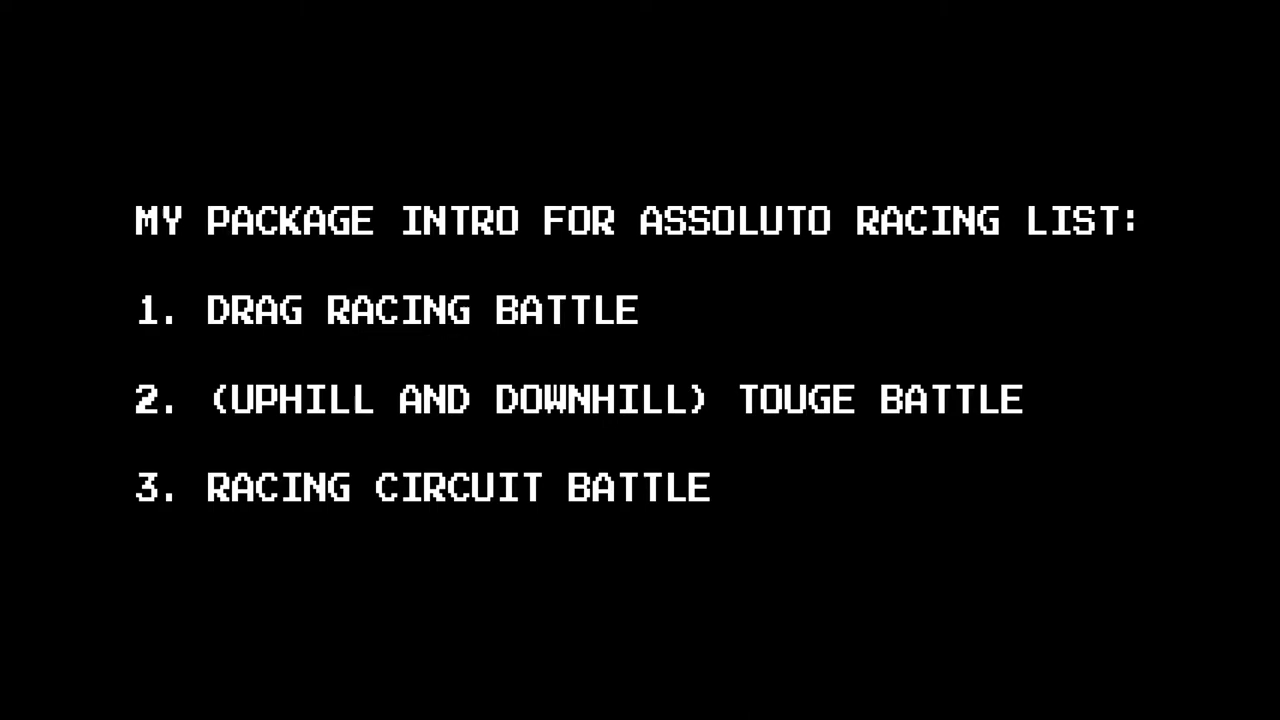 MY PACKAGE INTRO FOR ASSOLUTO RACING LIST:
1. DRAG RACING BATTLE
2. (UPHILL AND DOWNHILL) TOUGE BATTLE
3. RACING CIRCUIT BATTLE